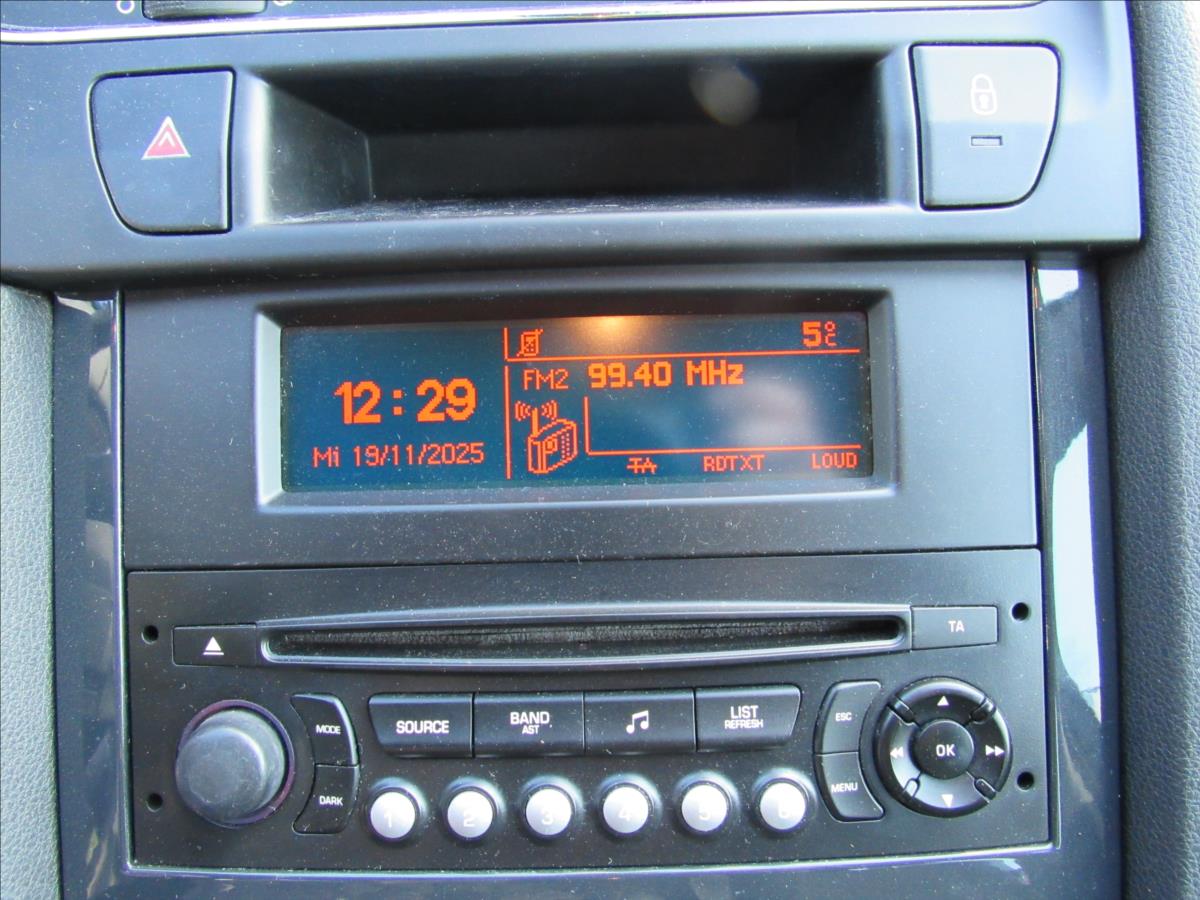 5°C
FM2 99.40 MHz
12:29
Mi 19/11/2025
TA RDTXT LOUD
TA
MODE
SOURCE
BAND
AST
LIST
REFRESH
ESC
OK
DARK
MENU
1 2 3 4 5 6